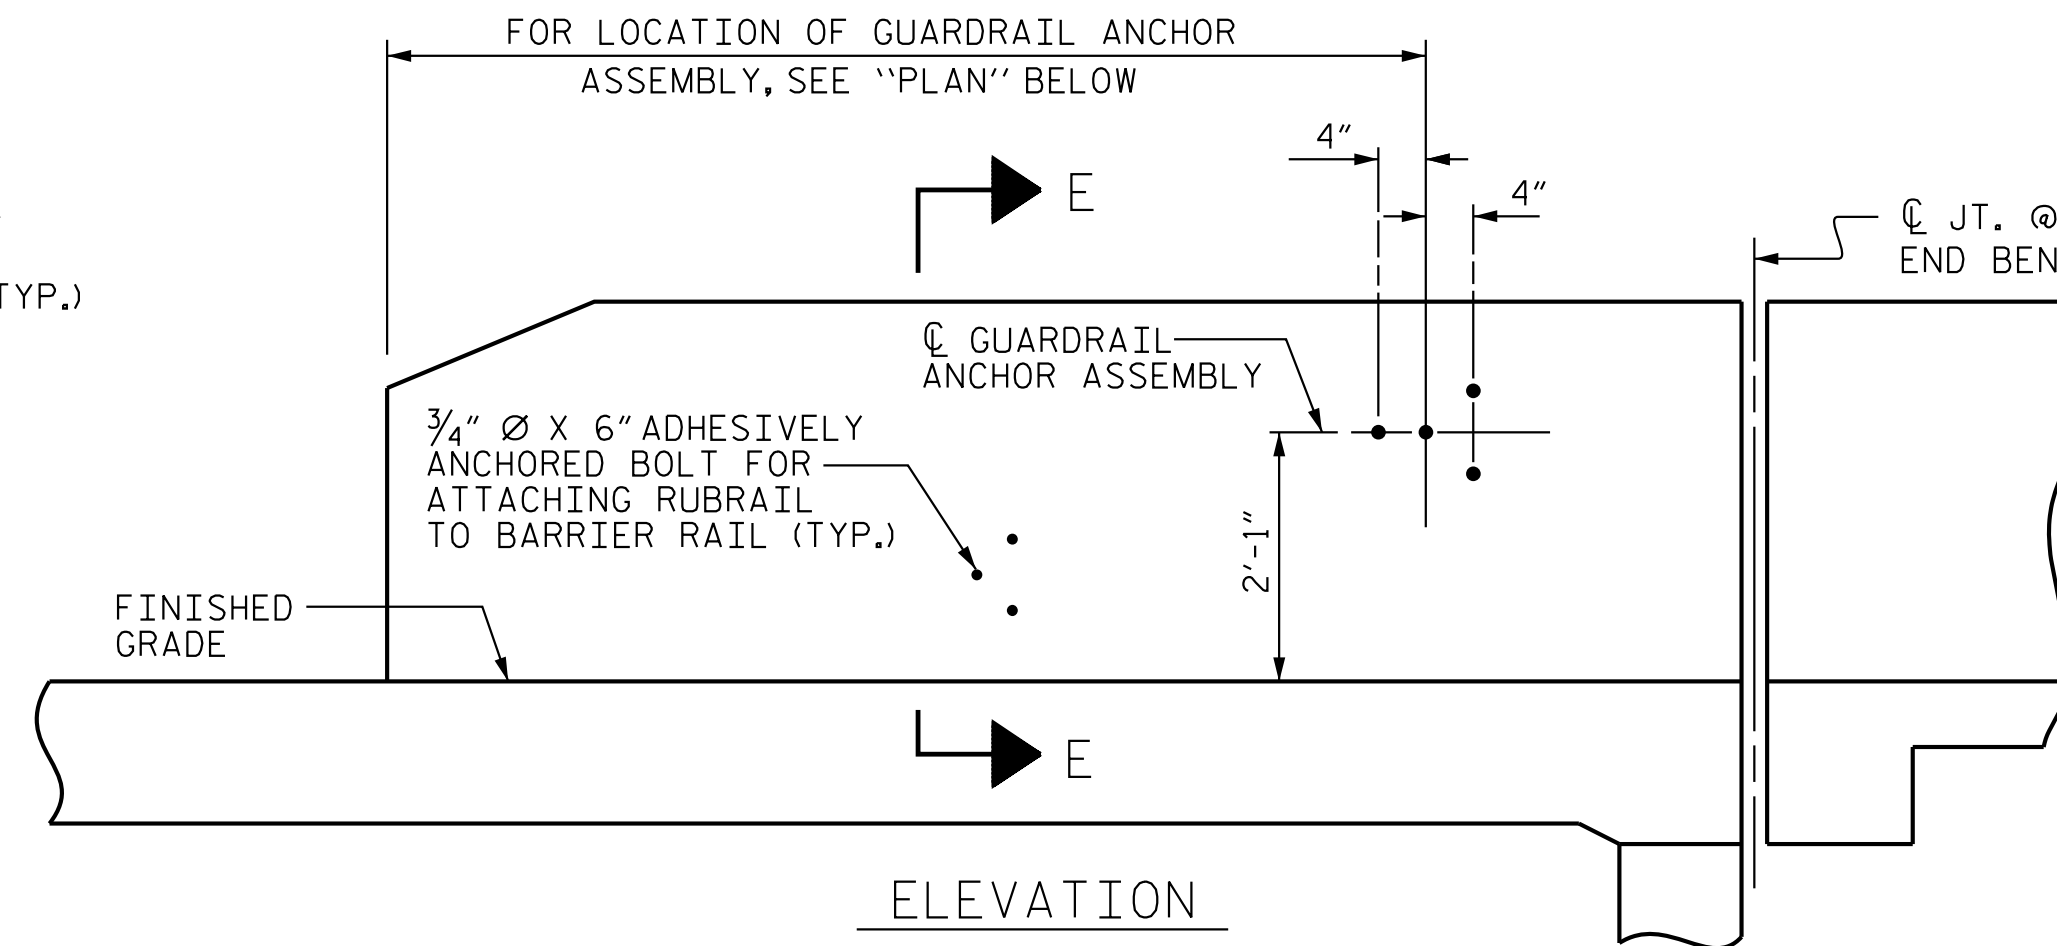 FOR LOCATION OF GUARDRAIL ANCHOR
ASSEMBLY, SEE "PLAN" BELOW
4"
E
4"
℄ JT. @
END BEN
TYP.)
℄ GUARDRAIL
ANCHOR ASSEMBLY
¾" Ø X 6" ADHESIVELY
ANCHORED BOLT FOR
ATTACHING RUBRAIL
TO BARRIER RAIL (TYP.)
2'-1"
FINISHED
GRADE
E
ELEVATION